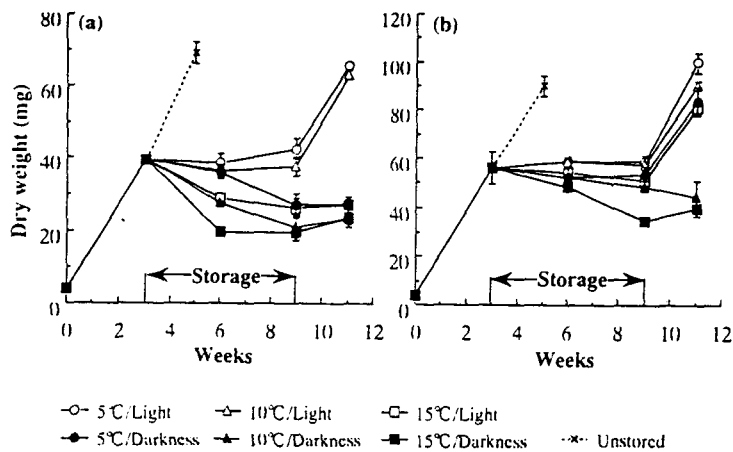 80 (a)
60
40
20
0
Dry weight (mg)
Storage
0 2 4 6 8 10 12
Weeks
120 (b)
100
80
60
40
20
0
Storage
0 2 4 6 8 10 12
Weeks
5℃/Light 10℃/Light 15℃/Light
5℃/Darkness 10℃/Darkness 15℃/Darkness Unstored